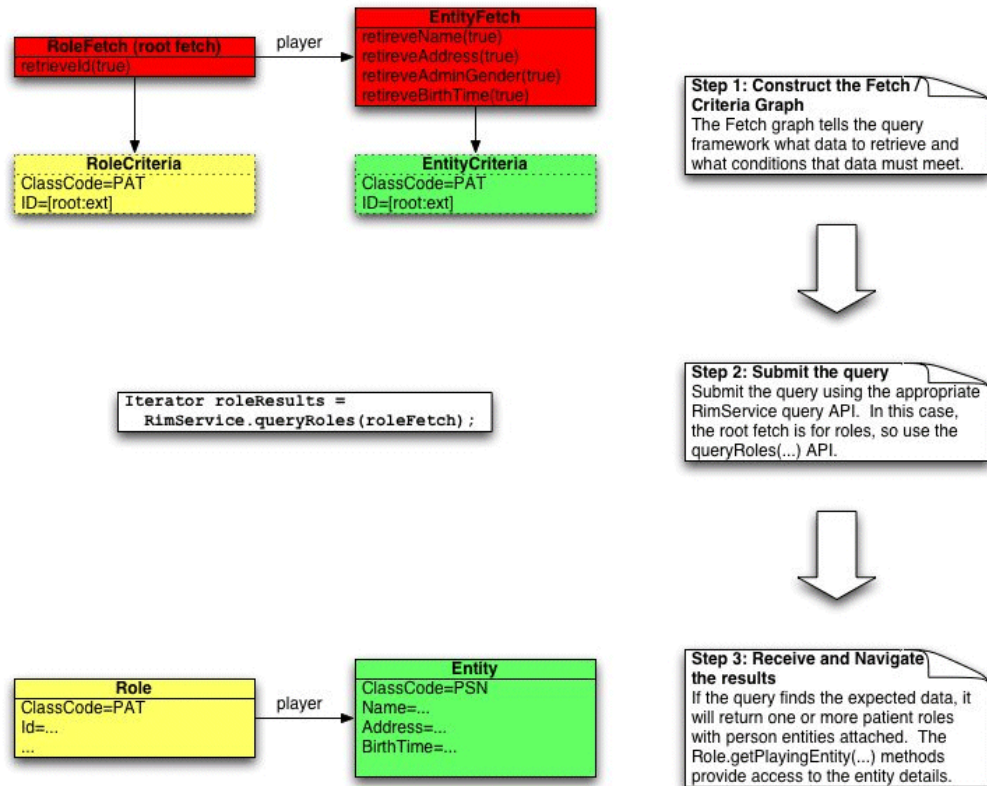 RoleFetch (root fetch)
retrieveId(true)
player
EntityFetch
retireveName(true)
retireveAddress(true)
retireveAdminGender(true)
retireveBirthTime(true)
RoleCriteria
ClassCode=PAT
ID=[root:ext]
EntityCriteria
ClassCode=PAT
ID=[root:ext]
Step 1: Construct the Fetch /
Criteria Graph
The Fetch graph tells the query
framework what data to retrieve and
what conditions that data must meet.
Iterator roleResults =
RimService.queryRoles(roleFetch);
Step 2: Submit the query
Submit the query using the appropriate
RimService query API. In this case,
the root fetch is for roles, so use the
queryRoles(...) API.
Role
ClassCode=PAT
Id=...
...
player
Entity
ClassCode=PSN
Name=...
Address=...
BirthTime=...
Step 3: Receive and Navigate
the results
If the query finds the expected data, it
will return one or more patient roles
with person entities attached. The
Role.getPlayingEntity(...) methods
provide access to the entity details.